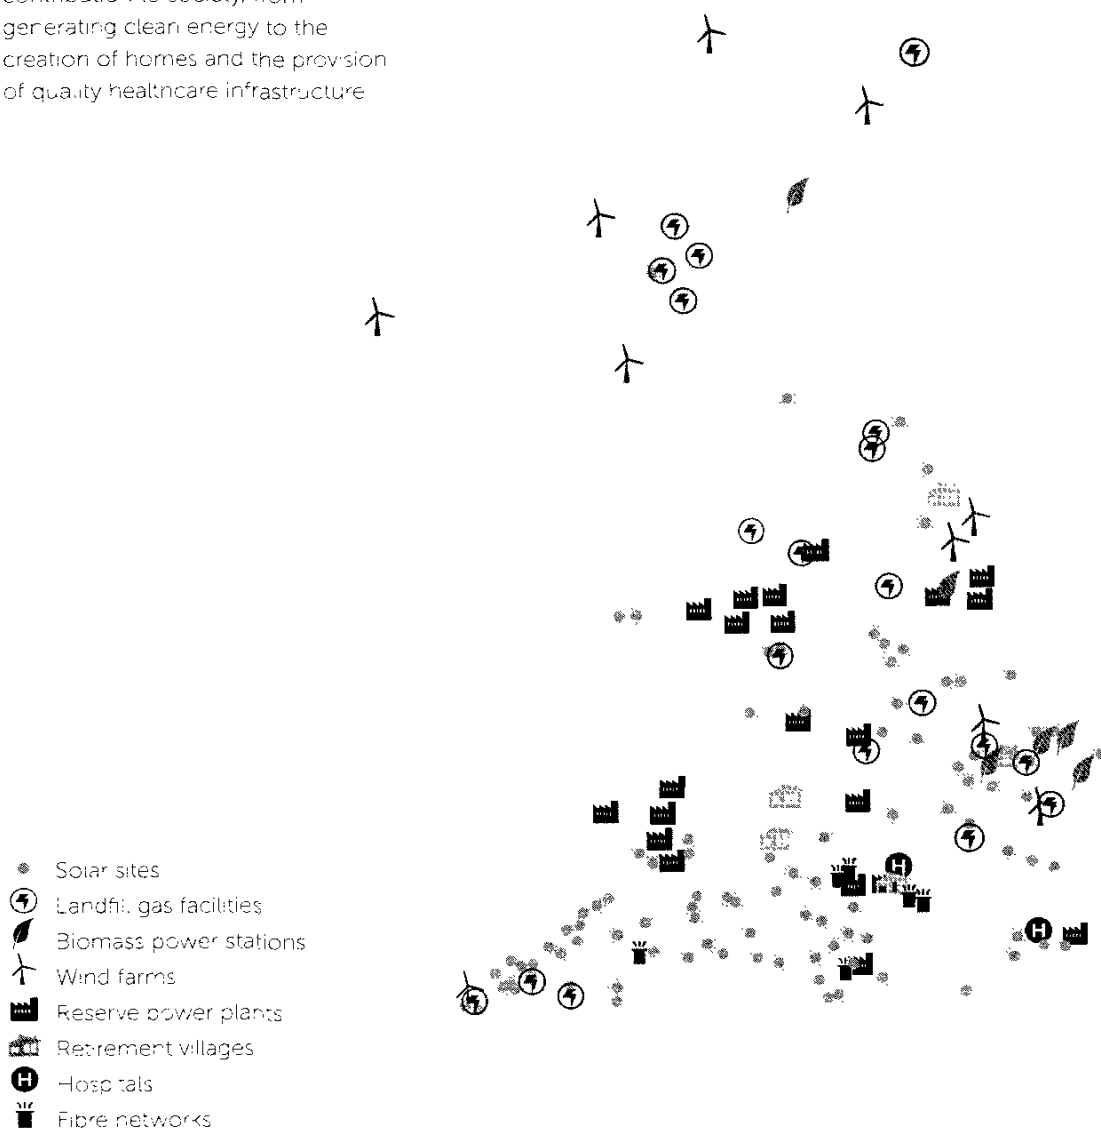 generating clean energy to the
creation of homes and the provision
of quality healthcare infrastructure
Solar sites
Landfill gas facilities
Biomass power stations
Wind farms
Reserve power plants
Retirement villages
Hospitals
Fibre networks